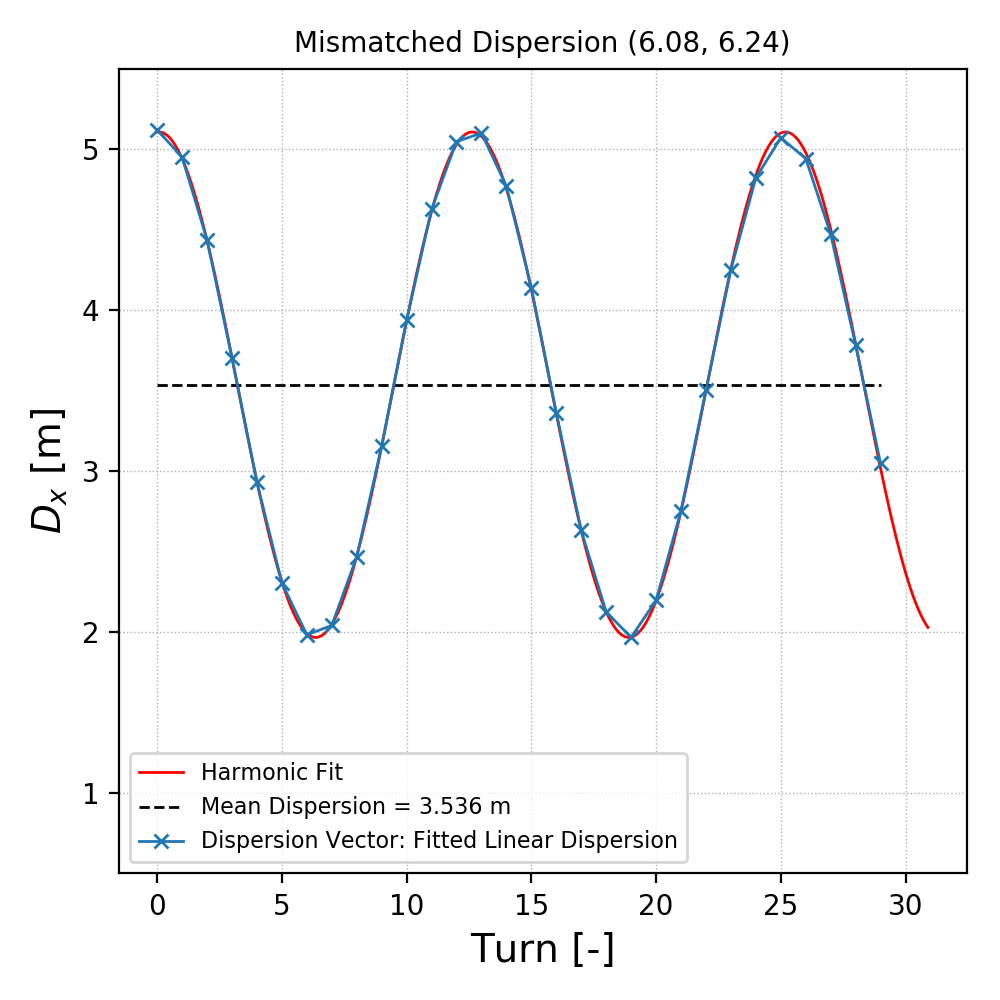 Mismatched Dispersion (6.08, 6.24)
5
4
3
2
1
D_x [m]
Harmonic Fit
Mean Dispersion = 3.536 m
Dispersion Vector: Fitted Linear Dispersion
0 5 10 15 20 25 30
Turn [-]